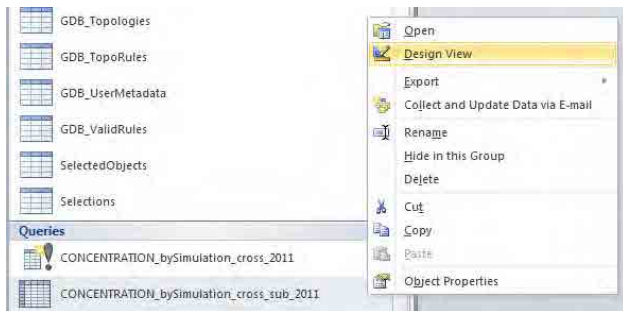 GDB_Topologies
GDB_TopoRules
GDB_UserMetadata
GDB_ValidRules
SelectedObjects
Selections
Queries
CONCENTRATION_bySimulation_cross_2011
CONCENTRATION_bySimulation_cross_sub_2011
Open
Design View
Export
Collect and Update Data via E-mail
Rename
Hide in this Group
Delete
Cut
Copy
Paste
Object Properties